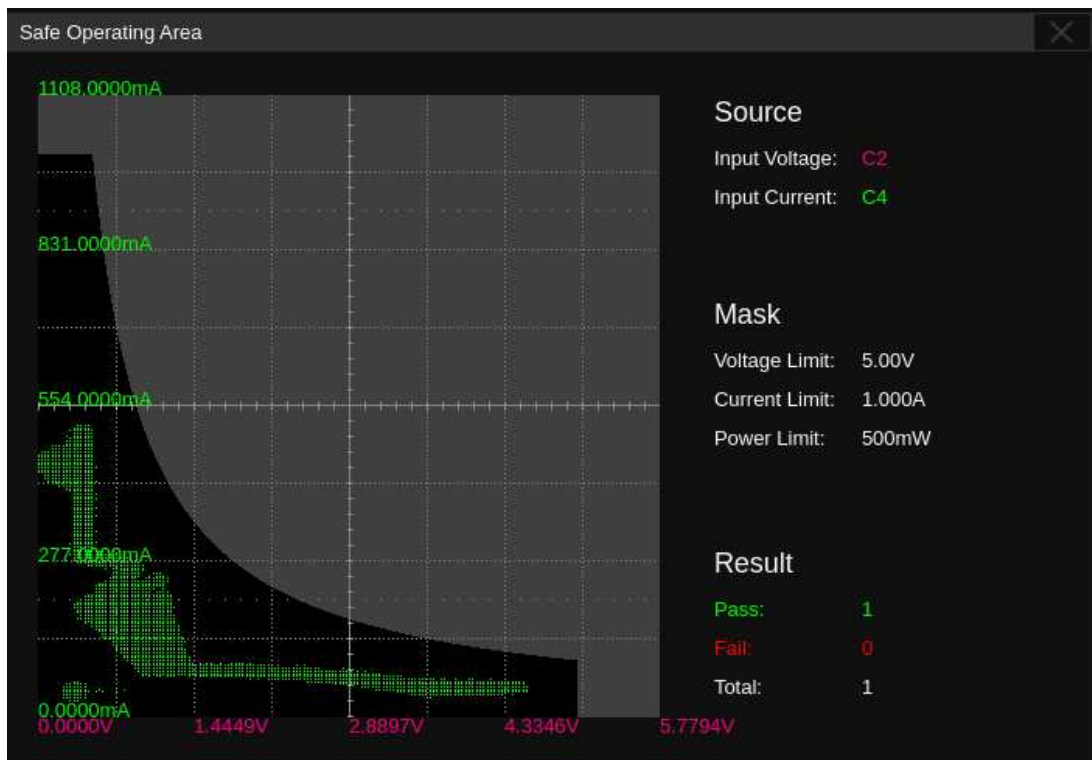 Safe Operating Area
1108.0000mA
831.0000mA
554.0000mA
277.0000mA
0.0000mA
0.0000V 1.4449V 2.8897V 4.3346V 5.7794V
Source
Input Voltage: C2
Input Current: C4
Mask
Voltage Limit: 5.00V
Current Limit: 1.000A
Power Limit: 500mW
Result
Pass: 1
Fail: 0
Total: 1